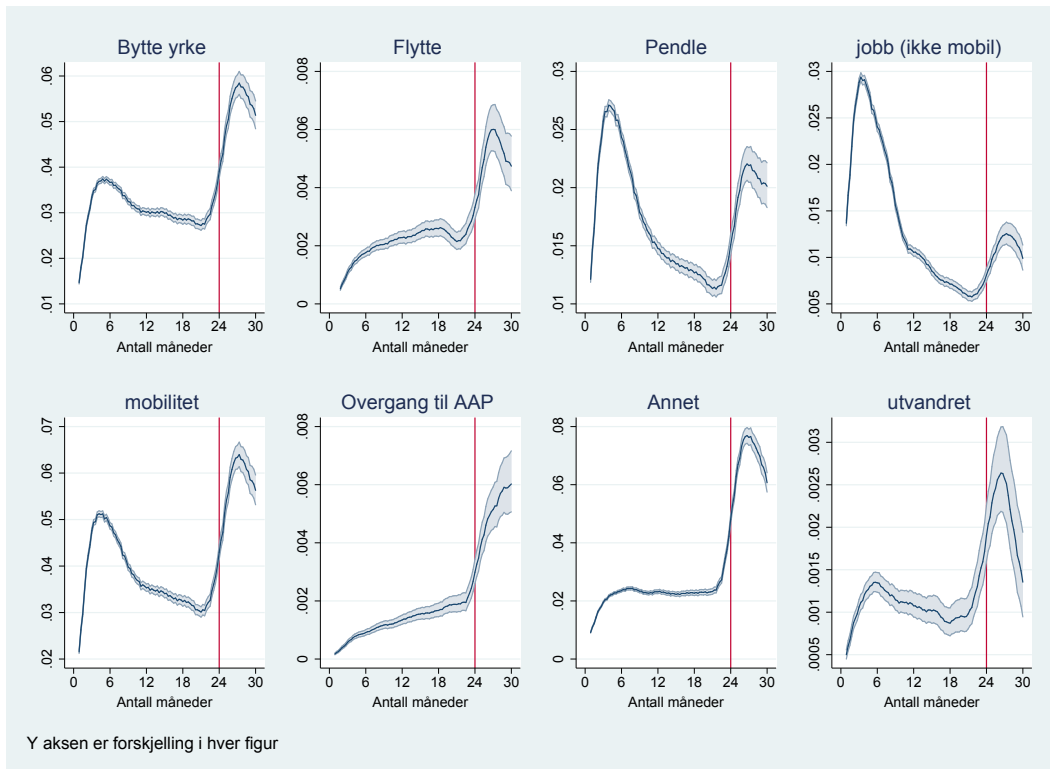 Bytte yrke
.01 .02 .03 .04 .05 .06
0 6 12 18 24 30
Antall måneder
Flytte
0 .002 .004 .006 .008
0 6 12 18 24 30
Antall måneder
Pendle
.01 .015 .02 .025 .03
0 6 12 18 24 30
Antall måneder
jobb (ikke mobil)
.005 .01 .015 .02 .025 .03
0 6 12 18 24 30
Antall måneder
mobilitet
.02 .03 .04 .05 .06 .07
0 6 12 18 24 30
Antall måneder
Overgang til AAP
0 .002 .004 .006 .008
0 6 12 18 24 30
Antall måneder
Annet
0 .02 .04 .06 .08
0 6 12 18 24 30
Antall måneder
utvandret
.0005 .001 .0015 .002 .0025 .003
0 6 12 18 24 30
Antall måneder
Y aksen er forskjelling i hver figur